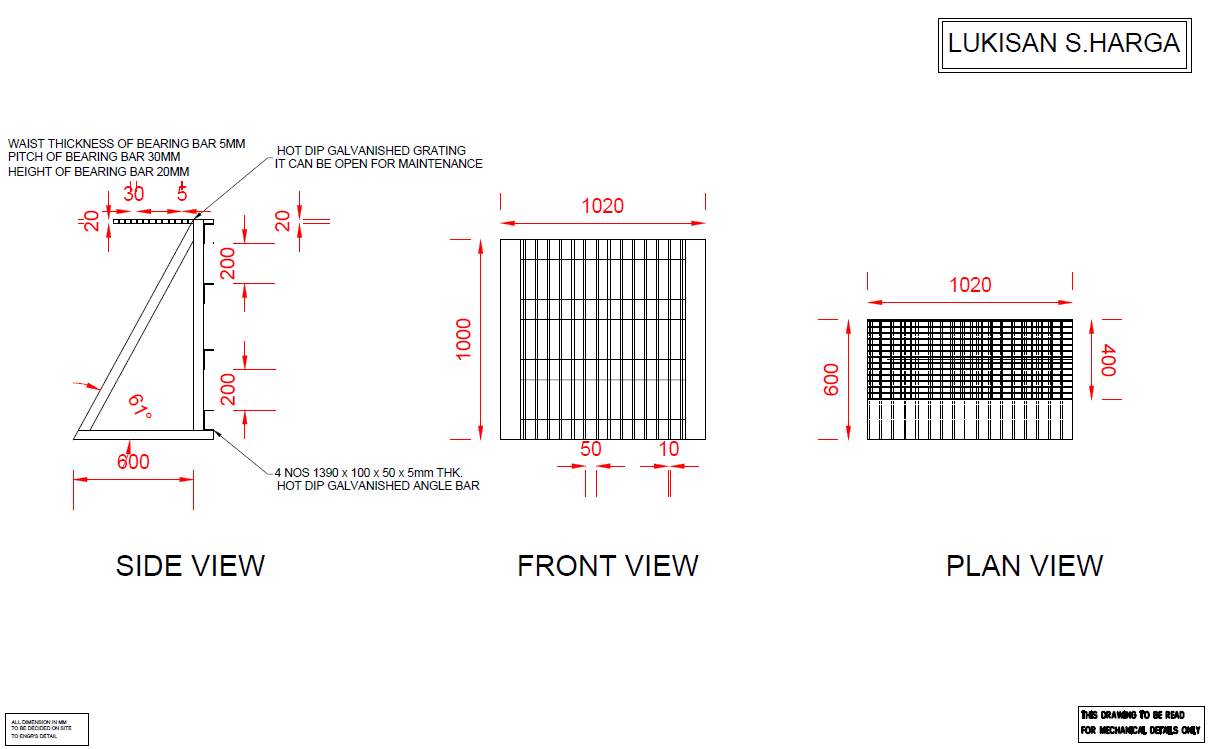 LUKISAN S.HARGA
WAIST THICKNESS OF BEARING BAR 5MM
PITCH OF BEARING BAR 30MM
HEIGHT OF BEARING BAR 20MM
HOT DIP GALVANISHED GRATING
IT CAN BE OPEN FOR MAINTENANCE
30
5
20
20
200
200
61°
600
4 NOS 1390 x 100 x 50 x 5mm THK.
HOT DIP GALVANISHED ANGLE BAR
SIDE VIEW
1020
1000
50
10
FRONT VIEW
1020
600
400
PLAN VIEW
ALL DIMENSION IN MM
TO BE DECIDED ON SITE
TO ENGR'S DETAIL
THIS DRAWING TO BE READ
FOR MECHANICAL DETAILS ONLY